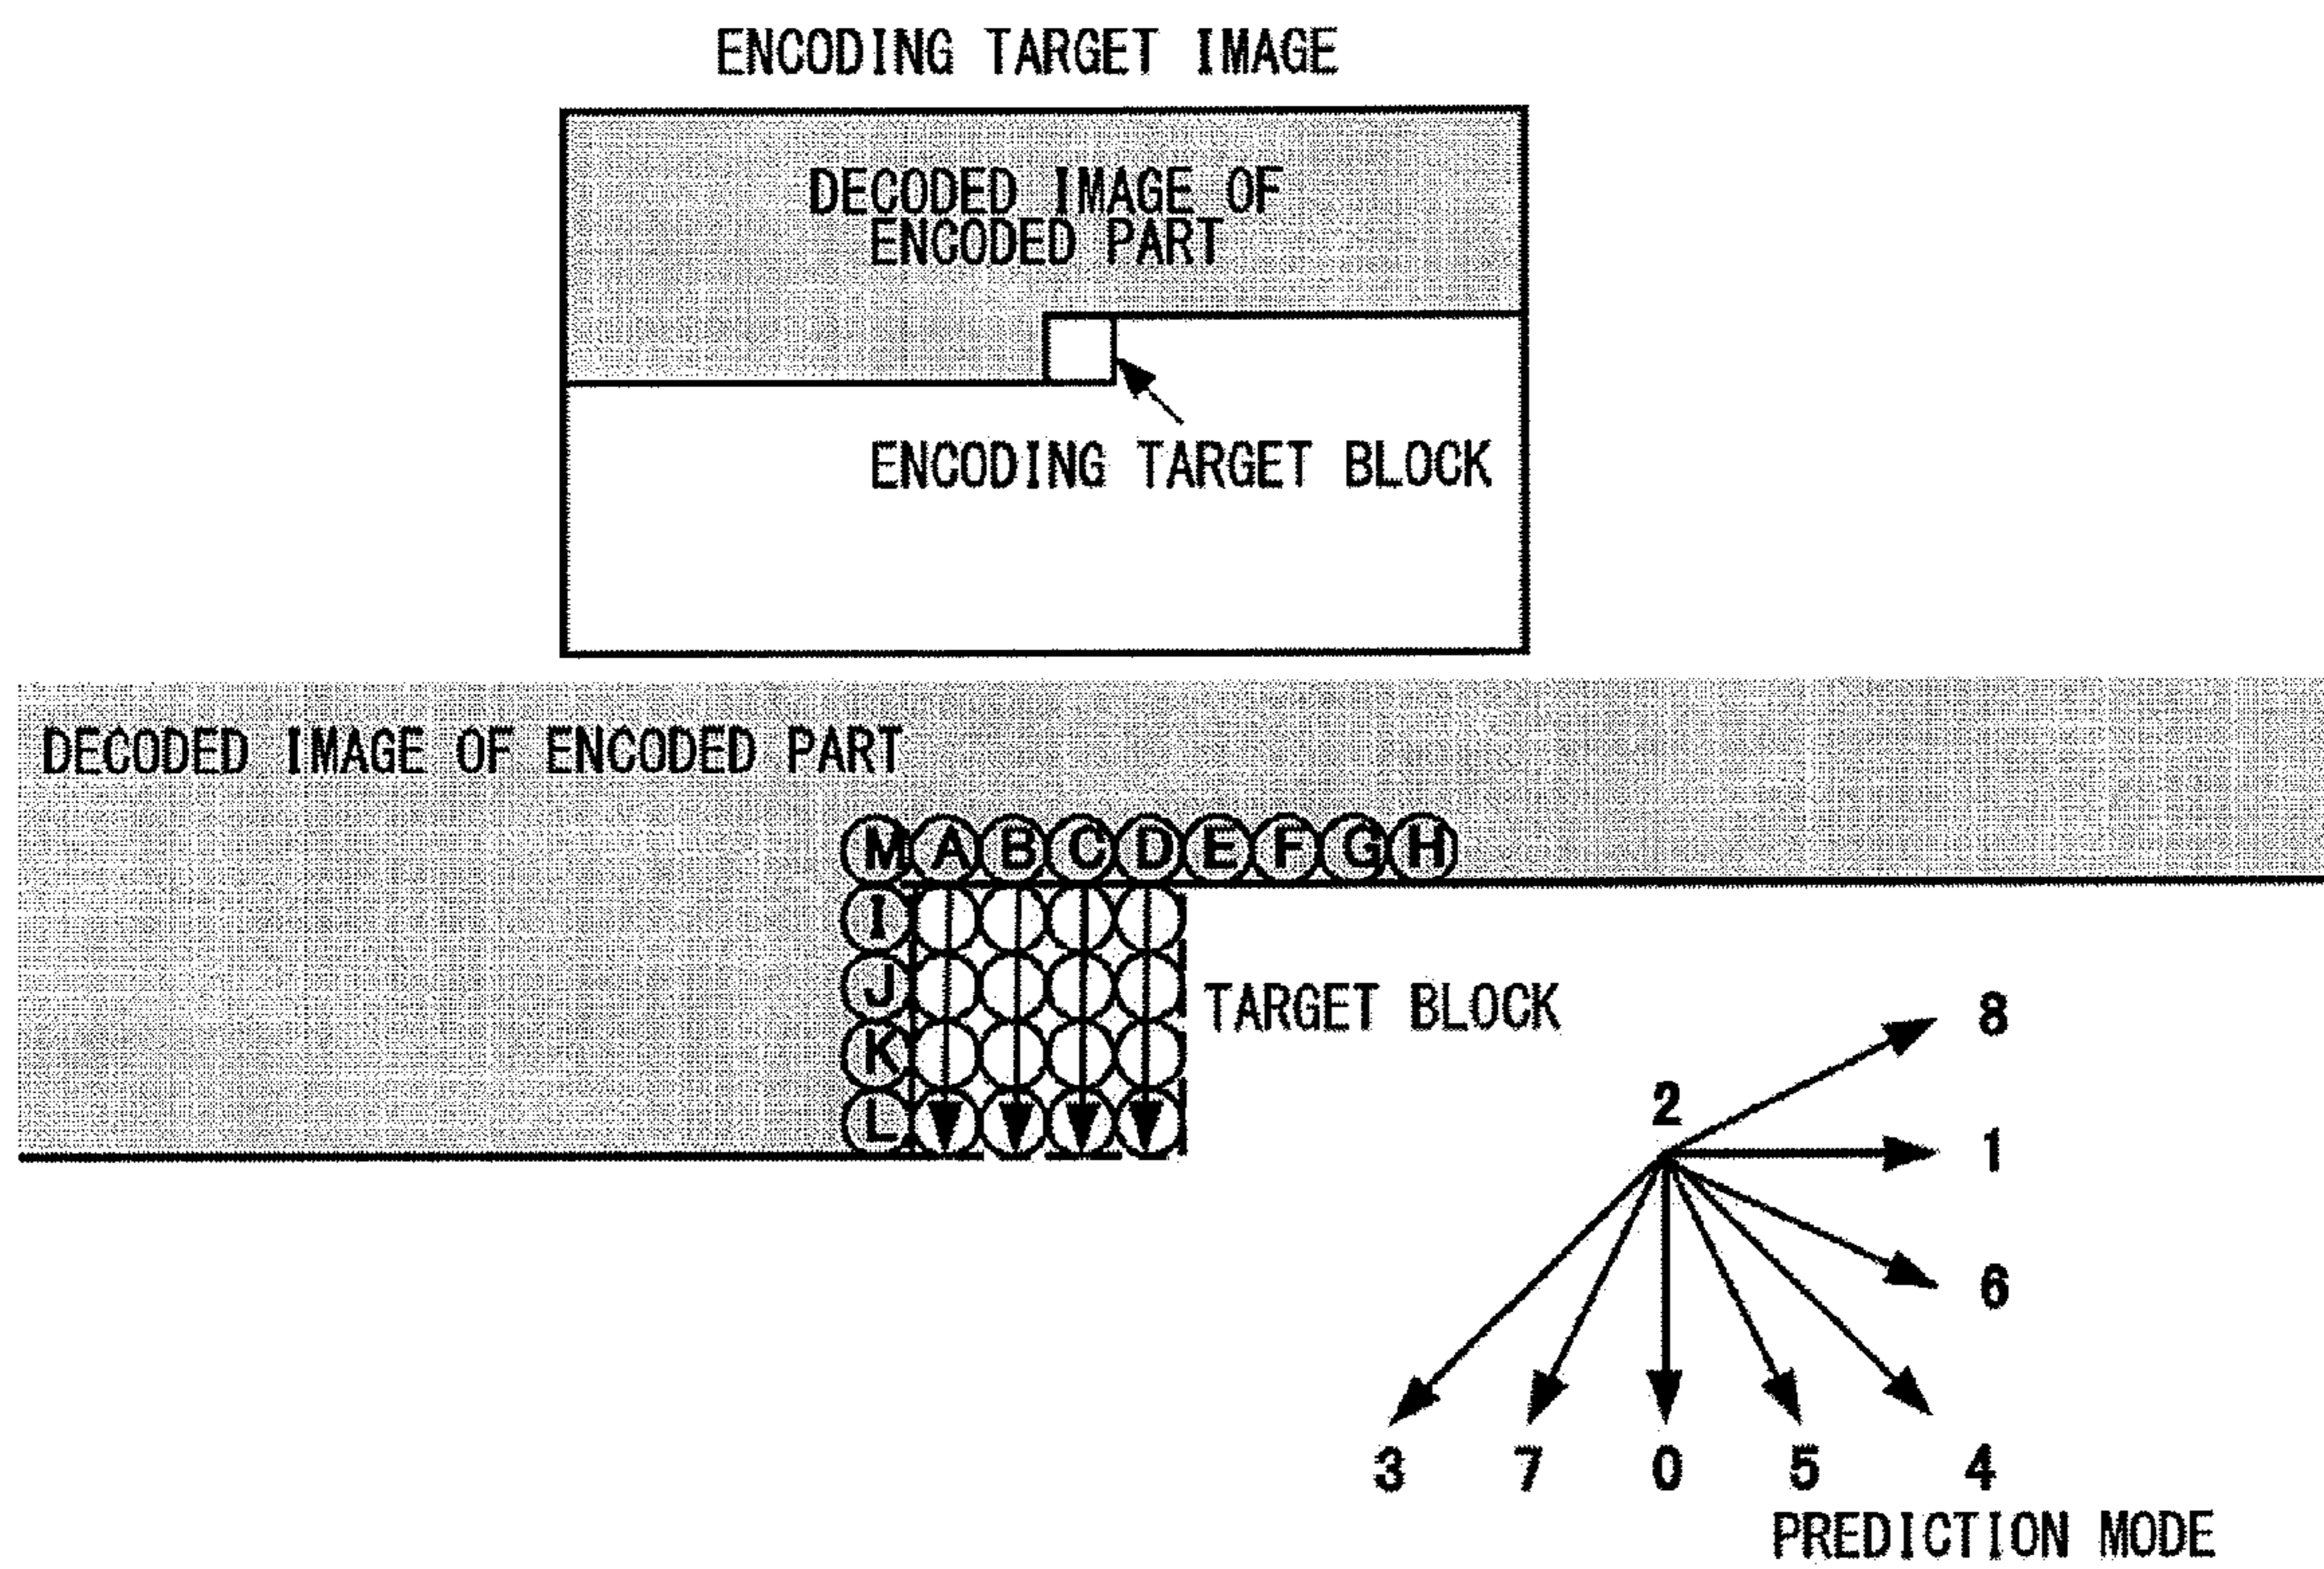 ENCODING TARGET IMAGE
DECODED IMAGE OF
ENCODED PART
ENCODING TARGET BLOCK
DECODED IMAGE OF ENCODED PART
M A B C D E F G H
I
J
K
L
TARGET BLOCK
8
2
1
6
3 7 0 5 4
PREDICTION MODE